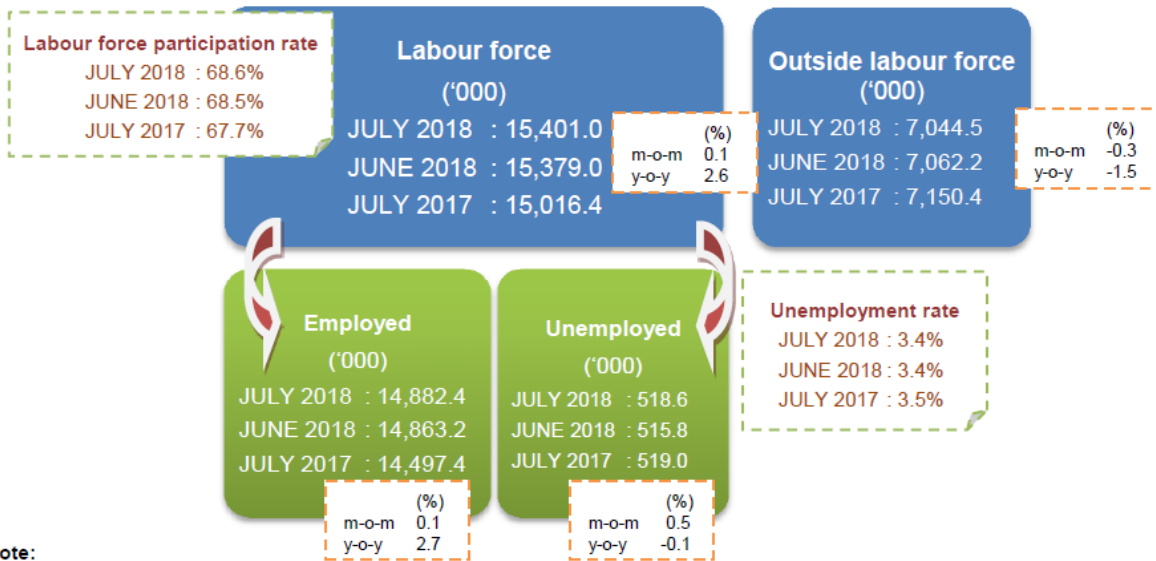 Labour force participation rate
JULY 2018 : 68.6%
JUNE 2018 : 68.5%
JULY 2017 : 67.7%
Labour force
('000)
JULY 2018 : 15,401.0
JUNE 2018 : 15,379.0
JULY 2017 : 15,016.4
(%)
m-o-m 0.1
y-o-y 2.6
Outside labour force
('000)
JULY 2018 : 7,044.5
JUNE 2018 : 7,062.2
JULY 2017 : 7,150.4
(%)
m-o-m -0.3
y-o-y -1.5
Employed
('000)
JULY 2018 : 14,882.4
JUNE 2018 : 14,863.2
JULY 2017 : 14,497.4
(%)
m-o-m 0.1
y-o-y 2.7
Unemployed
('000)
JULY 2018 : 518.6
JUNE 2018 : 515.8
JULY 2017 : 519.0
(%)
m-o-m 0.5
y-o-y -0.1
Unemployment rate
JULY 2018 : 3.4%
JUNE 2018 : 3.4%
JULY 2017 : 3.5%
ote: